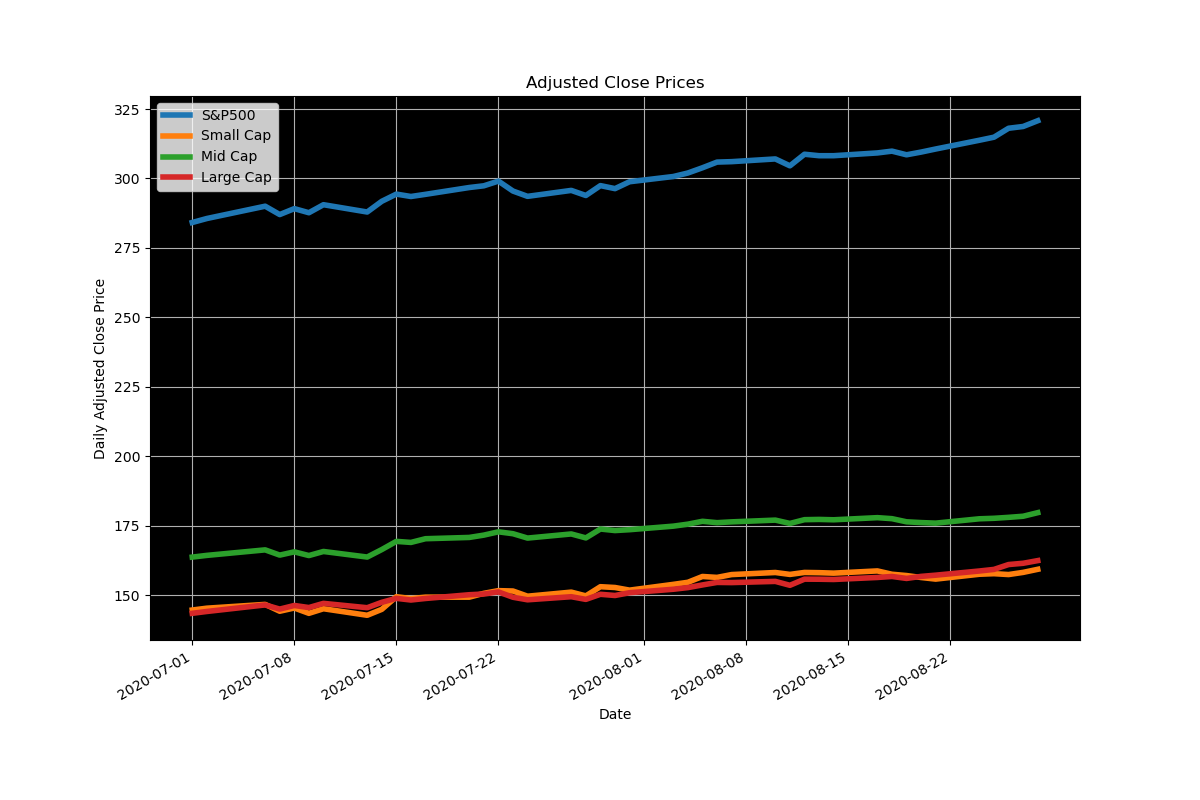 Adjusted Close Prices
S&P500
Small Cap
Mid Cap
Large Cap
Daily Adjusted Close Price
325
300
275
250
225
200
175
150
2020-07-01
2020-07-08
2020-07-15
2020-07-22
2020-08-01
2020-08-08
2020-08-15
2020-08-22
Date